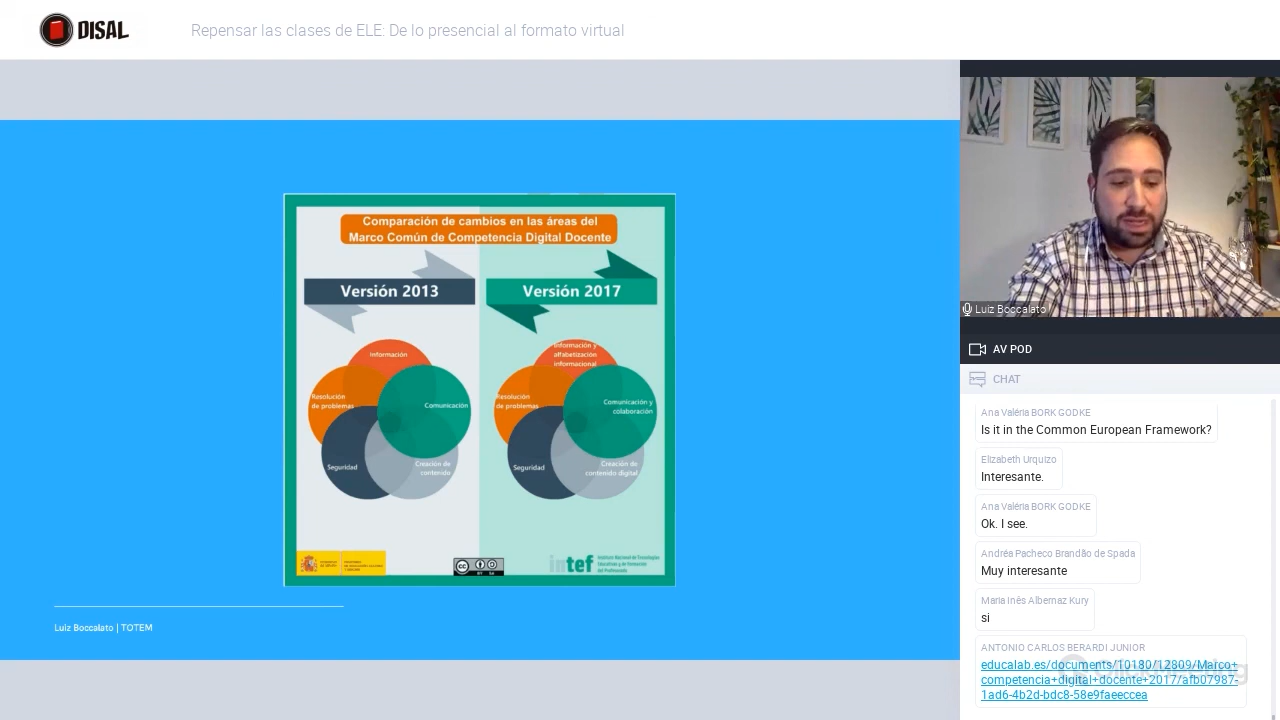 DISAL
Repensar las clases de ELE: De lo presencial al formato virtual
Comparación de cambios en las áreas del
Marco Común de Competencia Digital Docente
Versión 2013
Versión 2017
Información
Resolución
de problemas
Comunicación
Seguridad
Creación de
contenido
Información y
alfabetización
informacional
Resolución
de problemas
Comunicación y
colaboración
Seguridad
Creación de
contenido digital
intef
Luiz Boccalato | TOTEM
Luiz Boccalato
AV POD
CHAT
Ana Valéria BORK GODKE
Is it in the Common European Framework?
Elizabeth Urquizo
Interesante.
Ana Valéria BORK GODKE
Ok. I see.
Andréa Pacheco Brandão de Spada
Muy interesante
Maria Inês Albernaz Kury
si
ANTONIO CARLOS BERARDI JUNIOR
educalab.es/documents/10180/12809/Marco+
competencia+digital+docente+2017/afb07987-
1ad6-4b2d-bdc8-58e9faeeccea